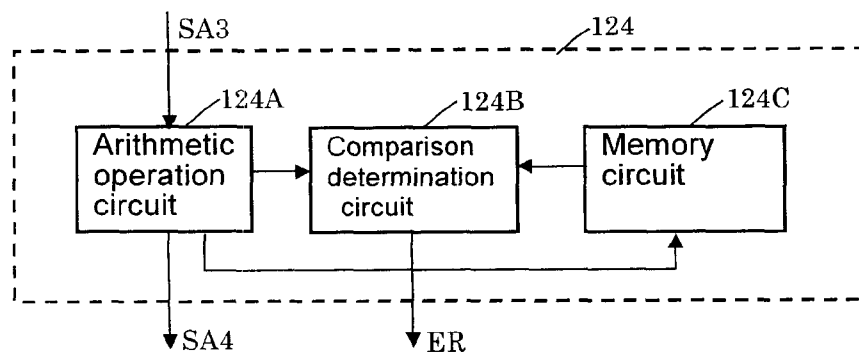 SA3
124
124A
124B
124C
Arithmetic
operation
circuit
Comparison
determination
circuit
Memory
circuit
SA4
ER